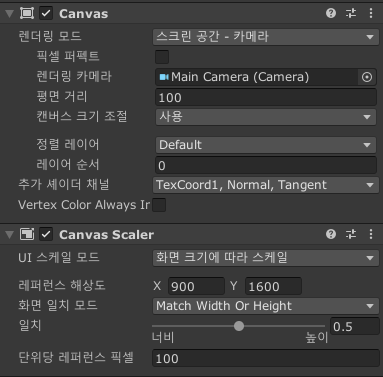 Canvas
렌더링 모드 스크린 공간 - 카메라
픽셀 퍼펙트
렌더링 카메라 Main Camera (Camera)
평면 거리 100
캔버스 크기 조절 사용
정렬 레이어 Default
레이어 순서 0
추가 셰이더 채널 TexCoord1, Normal, Tangent
Vertex Color Always Ir
Canvas Scaler
UI 스케일 모드 화면 크기에 따라 스케일
레퍼런스 해상도 X 900 Y 1600
화면 일치 모드 Match Width Or Height
일치 0.5
너비 높이
단위당 레퍼런스 픽셀 100